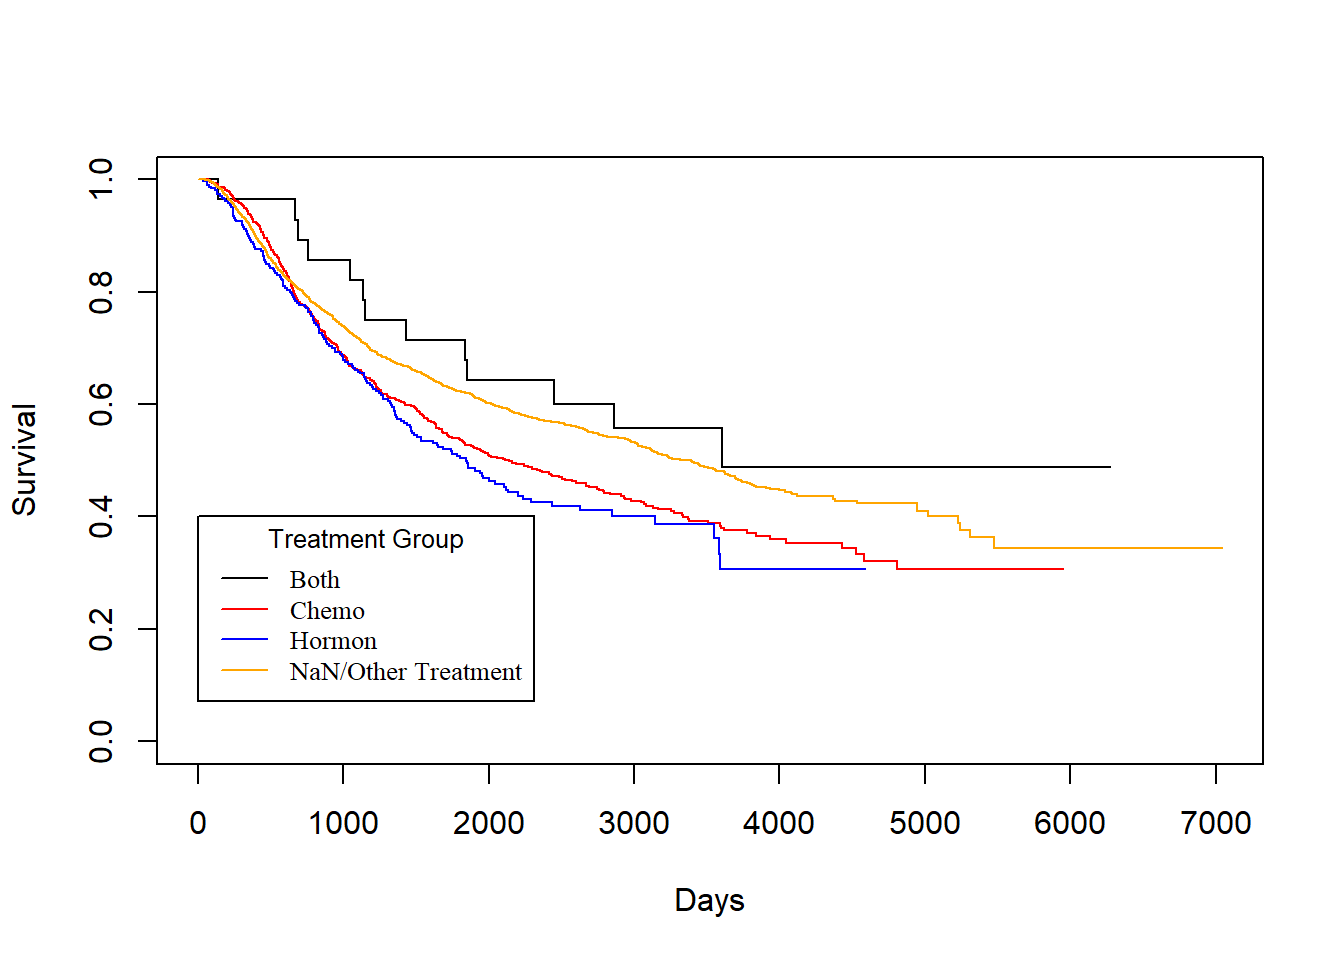 1.0
0.8
0.6
0.4
0.2
0.0
Survival
Treatment Group
Both
Chemo
Hormon
NaN/Other Treatment
0 1000 2000 3000 4000 5000 6000 7000
Days